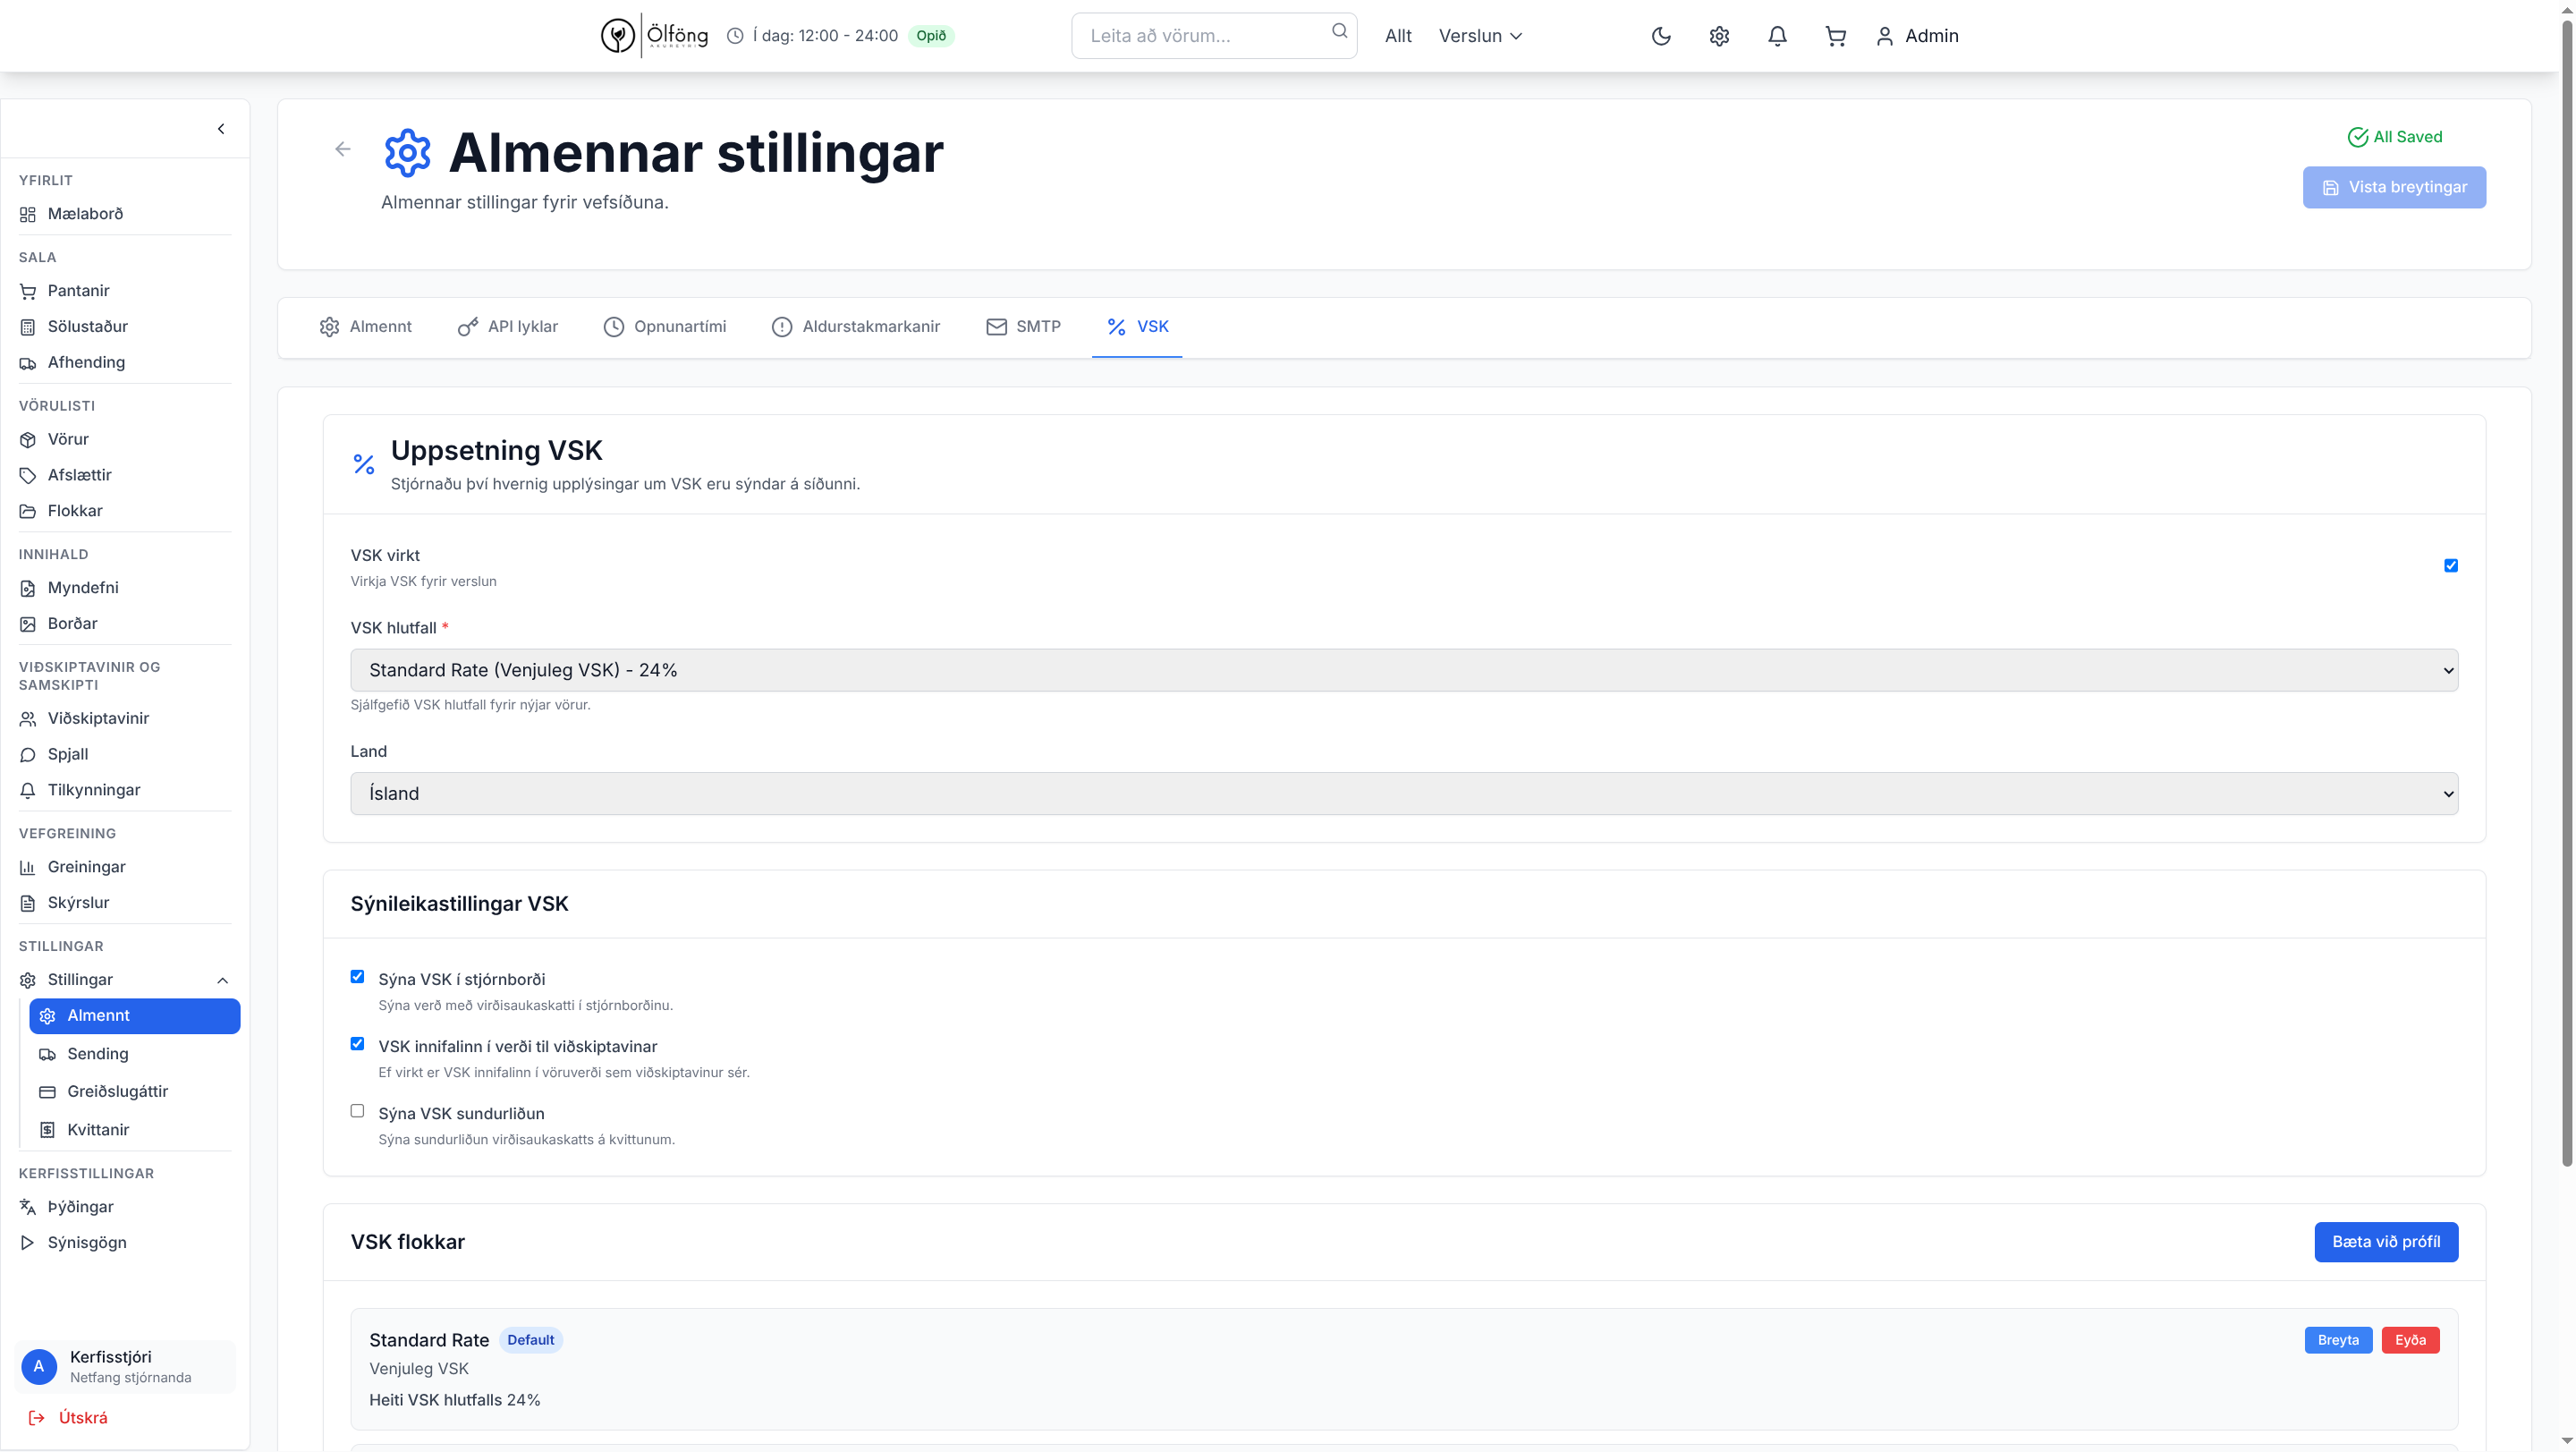 Ölföng
AKUREYRI
Í dag: 12:00 - 24:00
Opið
Leita að vörum...
Allt
Verslun
Admin
YFIRLIT
Mælaborð
SALA
Pantanir
Sölustaður
Afhending
VÖRULISTI
Vörur
Afslættir
Flokkar
INNIHALD
Myndefni
Borðar
VIÐSKIPTAVINIR OG
SAMSKIPTI
Viðskiptavinir
Spjall
Tilkynningar
VEFGREINING
Greiningar
Skýrslur
STILLINGAR
Stillingar
Almennt
Sending
Greiðslugáttir
Kvittanir
KERFISSTILLINGAR
Þýðingar
Sýnisgögn
A
Kerfisstjóri
Netfang stjórnanda
Útskrá
Almennar stillingar
Almennar stillingar fyrir vefsíðuna.
All Saved
Vista breytingar
Almennt
API lyklar
Opnunartími
Aldurstakmarkanir
SMTP
VSK
Uppsetning VSK
Stjórnaðu því hvernig upplýsingar um VSK eru sýndar á síðunni.
VSK virkt
Virkja VSK fyrir verslun
VSK hlutfall *
Standard Rate (Venjuleg VSK) - 24%
Sjálfgefið VSK hlutfall fyrir nýjar vörur.
Land
Ísland
Sýnileikastillingar VSK
Sýna VSK í stjórnborði
Sýna verð með virðisaukaskatti í stjórnborðinu.
VSK innifalinn í verði til viðskiptavinar
Ef virkt er VSK innifalinn í vöruverði sem viðskiptavinur sér.
Sýna VSK sundurliðun
Sýna sundurliðun virðisaukaskatts á kvittunum.
VSK flokkar
Bæta við prófíl
Standard Rate
Default
Breyta
Eyða
Venjuleg VSK
Heiti VSK hlutfalls 24%